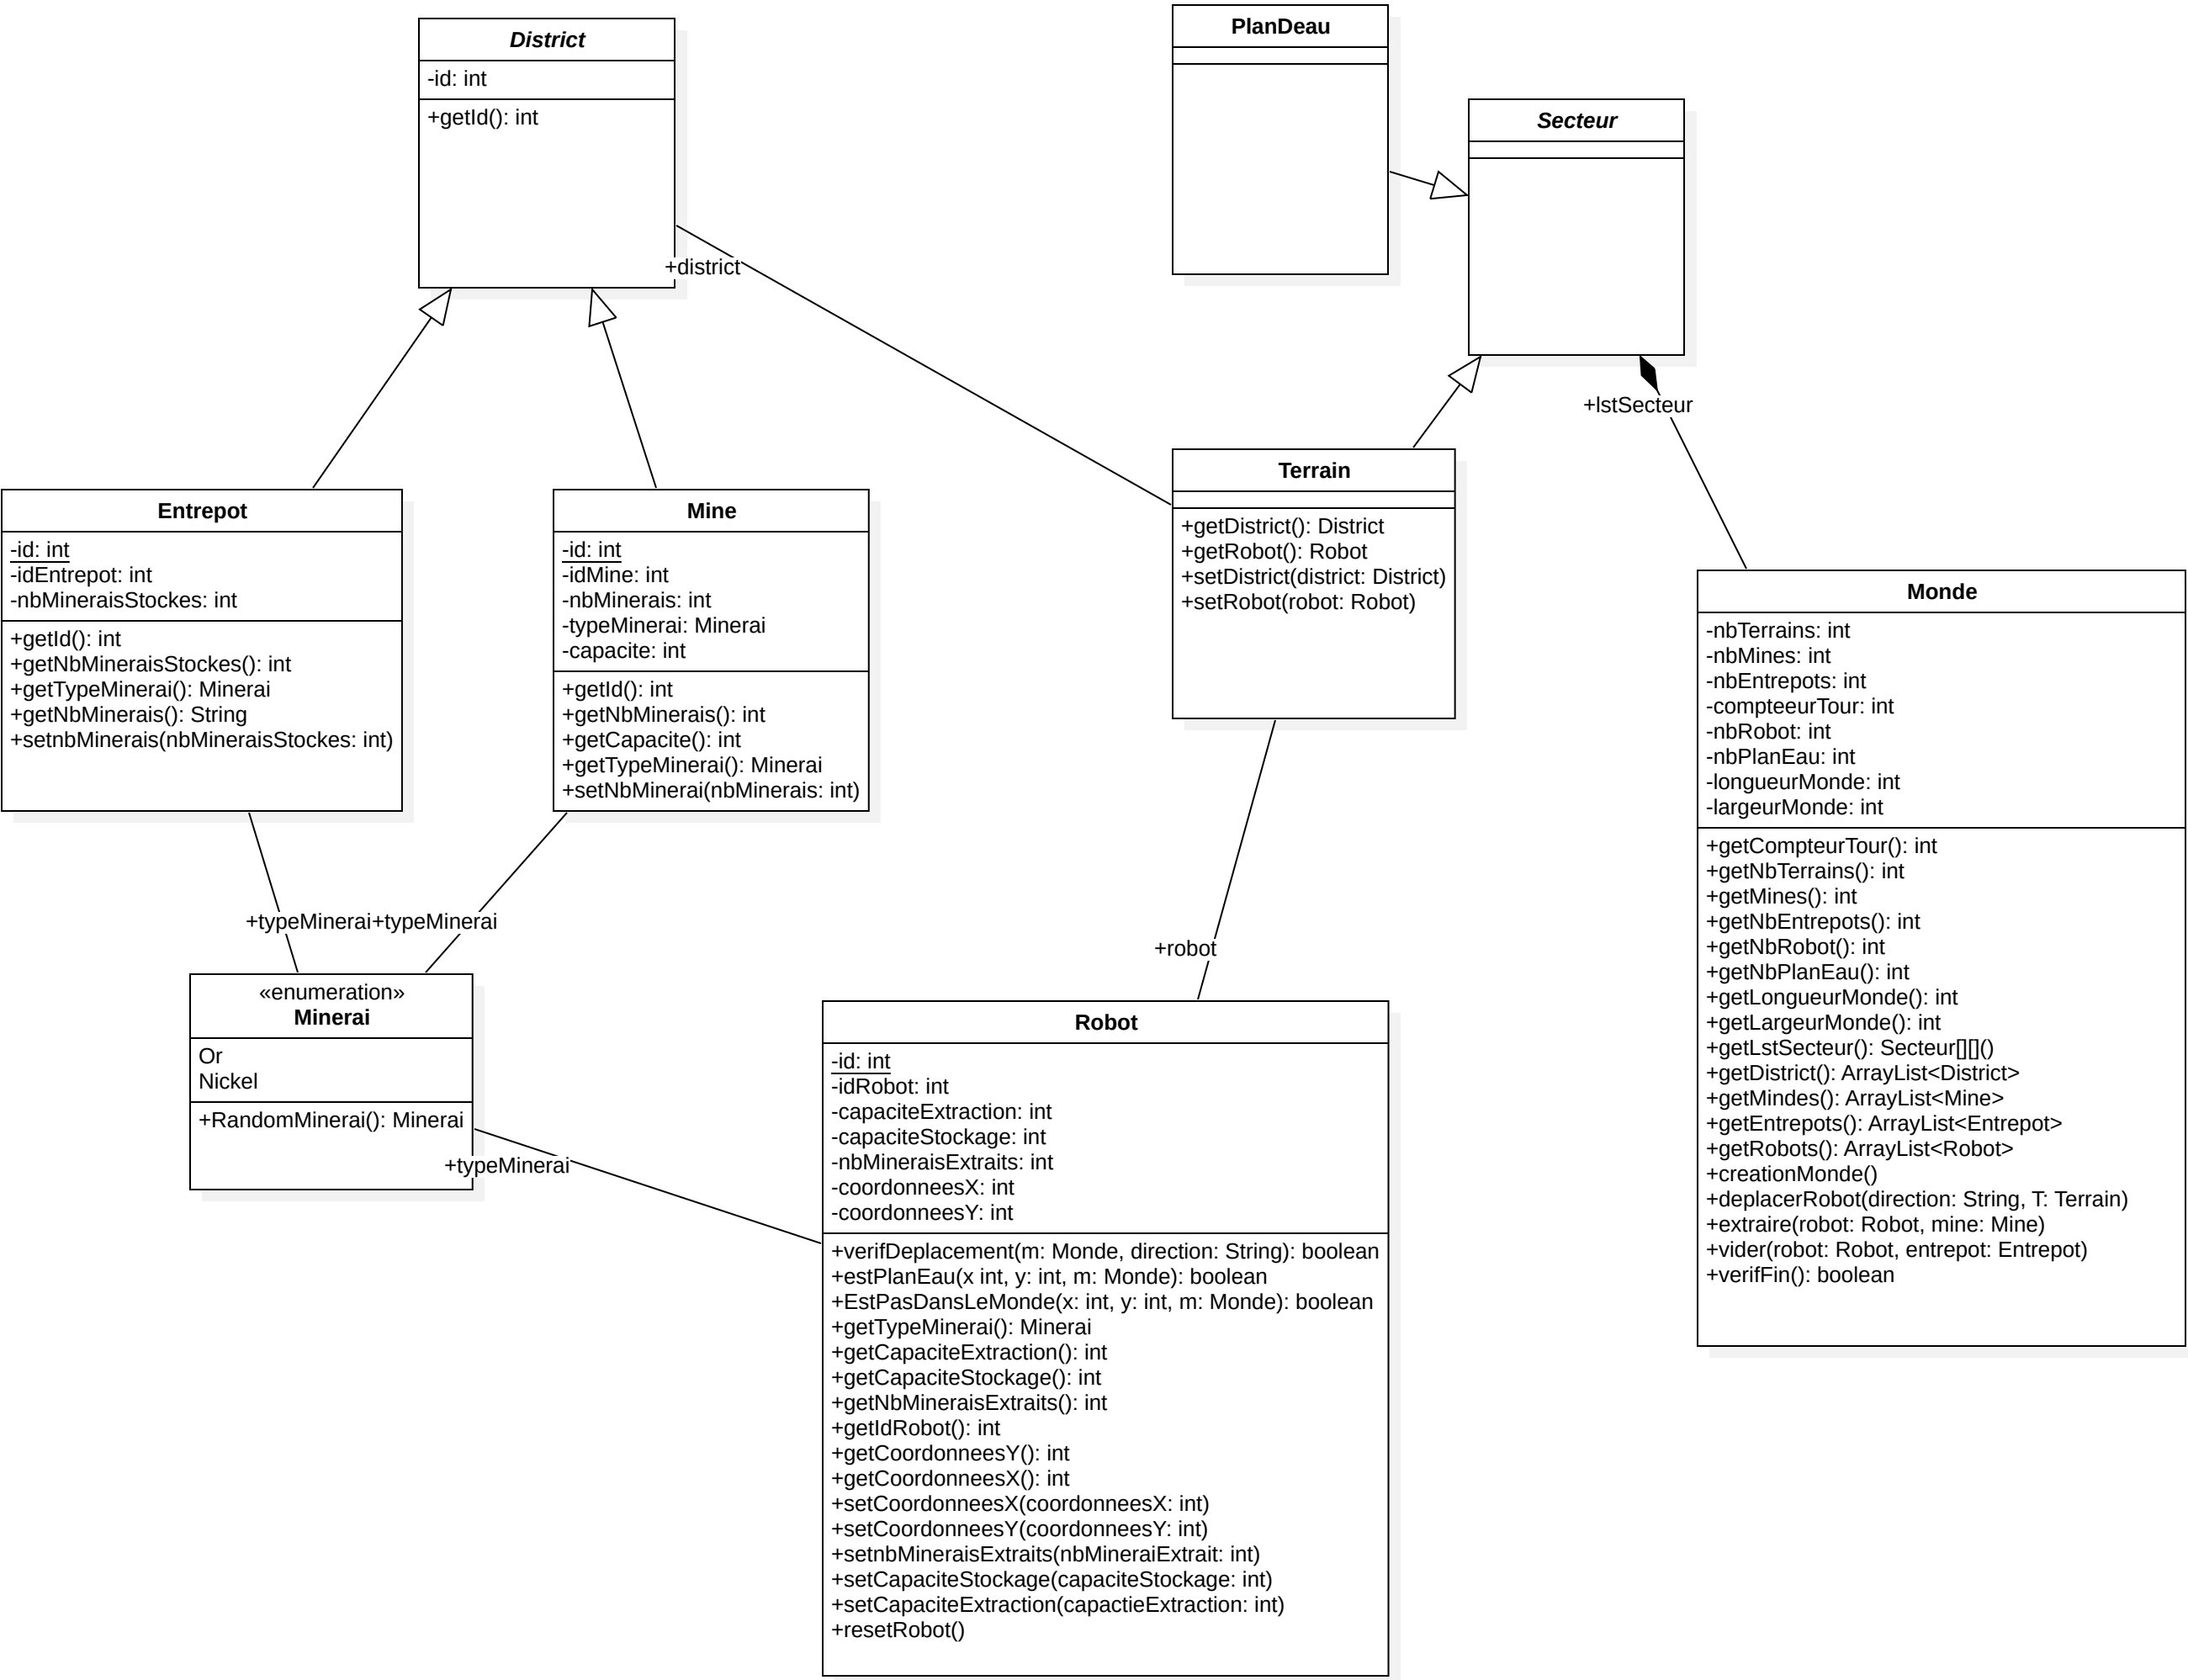 District
-id: int
+getId(): int
+district
PlanDeau
Secteur
+lstSecteur
Entrepot
-id: int
-idEntrepot: int
-nbMineraisStockes: int
+getId(): int
+getNbMineraisStockes(): int
+getTypeMinerai(): Minerai
+getNbMinerais(): String
+setnbMinerais(nbMineraisStockes: int)
Mine
-id: int
-idMine: int
-nbMinerais: int
-typeMinerai: Minerai
-capacite: int
+getId(): int
+getNbMinerais(): int
+getCapacite(): int
+getTypeMinerai(): Minerai
+setNbMinerai(nbMinerais: int)
Terrain
+getDistrict(): District
+getRobot(): Robot
+setDistrict(district: District)
+setRobot(robot: Robot)
Monde
-nbTerrains: int
-nbMines: int
-nbEntrepots: int
-compteeurTour: int
-nbRobot: int
-nbPlanEau: int
-longueurMonde: int
-largeurMonde: int
+getCompteurTour(): int
+getNbTerrains(): int
+getMines(): int
+getNbEntrepots(): int
+getNbRobot(): int
+getNbPlanEau(): int
+getLongueurMonde(): int
+getLargeurMonde(): int
+getLstSecteur(): Secteur[][]()
+getDistrict(): ArrayList<District>
+getMindes(): ArrayList<Mine>
+getEntrepots(): ArrayList<Entrepot>
+getRobots(): ArrayList<Robot>
+creationMonde()
+deplacerRobot(direction: String, T: Terrain)
+extraire(robot: Robot, mine: Mine)
+vider(robot: Robot, entrepot: Entrepot)
+verifFin(): boolean
+typeMinerai
+typeMinerai
+robot
«enumeration»
Minerai
Or
Nickel
+RandomMinerai(): Minerai
+typeMinerai
Robot
-id: int
-idRobot: int
-capaciteExtraction: int
-capaciteStockage: int
-nbMineraisExtraits: int
-coordonneesX: int
-coordonneesY: int
+verifDeplacement(m: Monde, direction: String): boolean
+estPlanEau(x int, y: int, m: Monde): boolean
+EstPasDansLeMonde(x: int, y: int, m: Monde): boolean
+getTypeMinerai(): Minerai
+getCapaciteExtraction(): int
+getCapaciteStockage(): int
+getNbMineraisExtraits(): int
+getIdRobot(): int
+getCoordonneesY(): int
+getCoordonneesX(): int
+setCoordonneesX(coordonneesX: int)
+setCoordonneesY(coordonneesY: int)
+setnbMineraisExtraits(nbMineraiExtrait: int)
+setCapaciteStockage(capaciteStockage: int)
+setCapaciteExtraction(capactieExtraction: int)
+resetRobot()